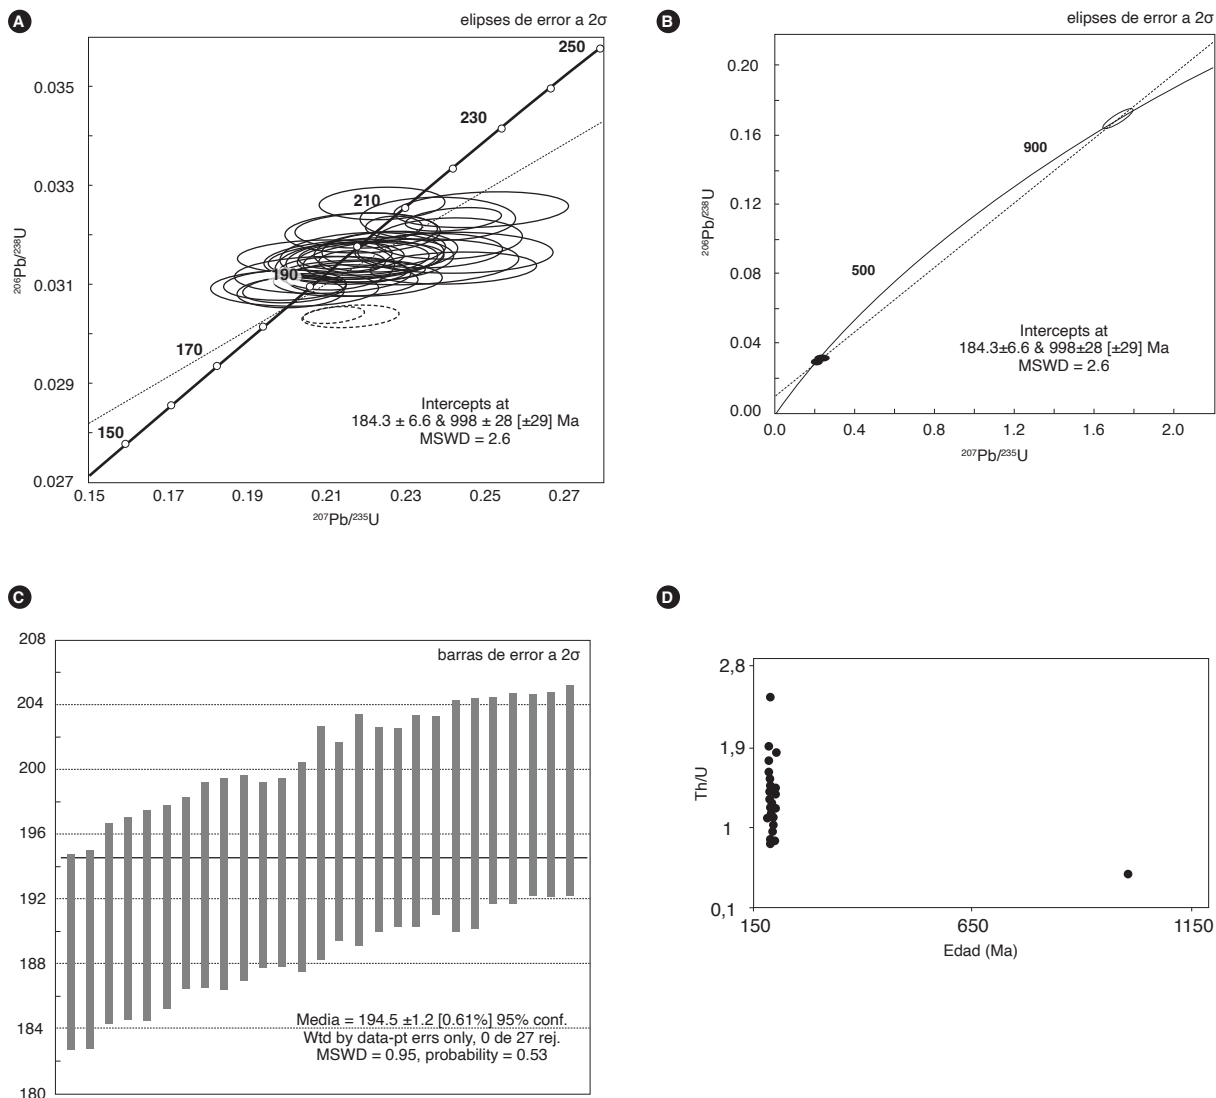 A
elipses de error a 2σ
250
0.035
230
0.033
210
206Pb/238U
0.031
190
170
0.029
Intercepts at
184.3 ± 6.6 & 998 ± 28 [±29] Ma
MSWD = 2.6
150
0.027
0.15
0.17
0.19
0.21
0.23
0.25
0.27
207Pb/235U
B
elipses de error a 2σ
0.20
0.16
900
0.12
206Pb/238U
0.08
500
0.04
Intercepts at
184.3±6.6 & 998±28 [±29] Ma
MSWD = 2.6
0.00
0.0
0.4
0.8
1.2
1.6
2.0
207Pb/235U
C
208
barras de error a 2σ
204
200
196
192
188
184
180
Media = 194.5 ±1.2 [0.61%] 95% conf.
Wtd by data-pt errs only, 0 de 27 rej.
MSWD = 0.95, probability = 0.53
D
2,8
1,9
Th/U
1
0,1
150
650
1150
Edad (Ma)